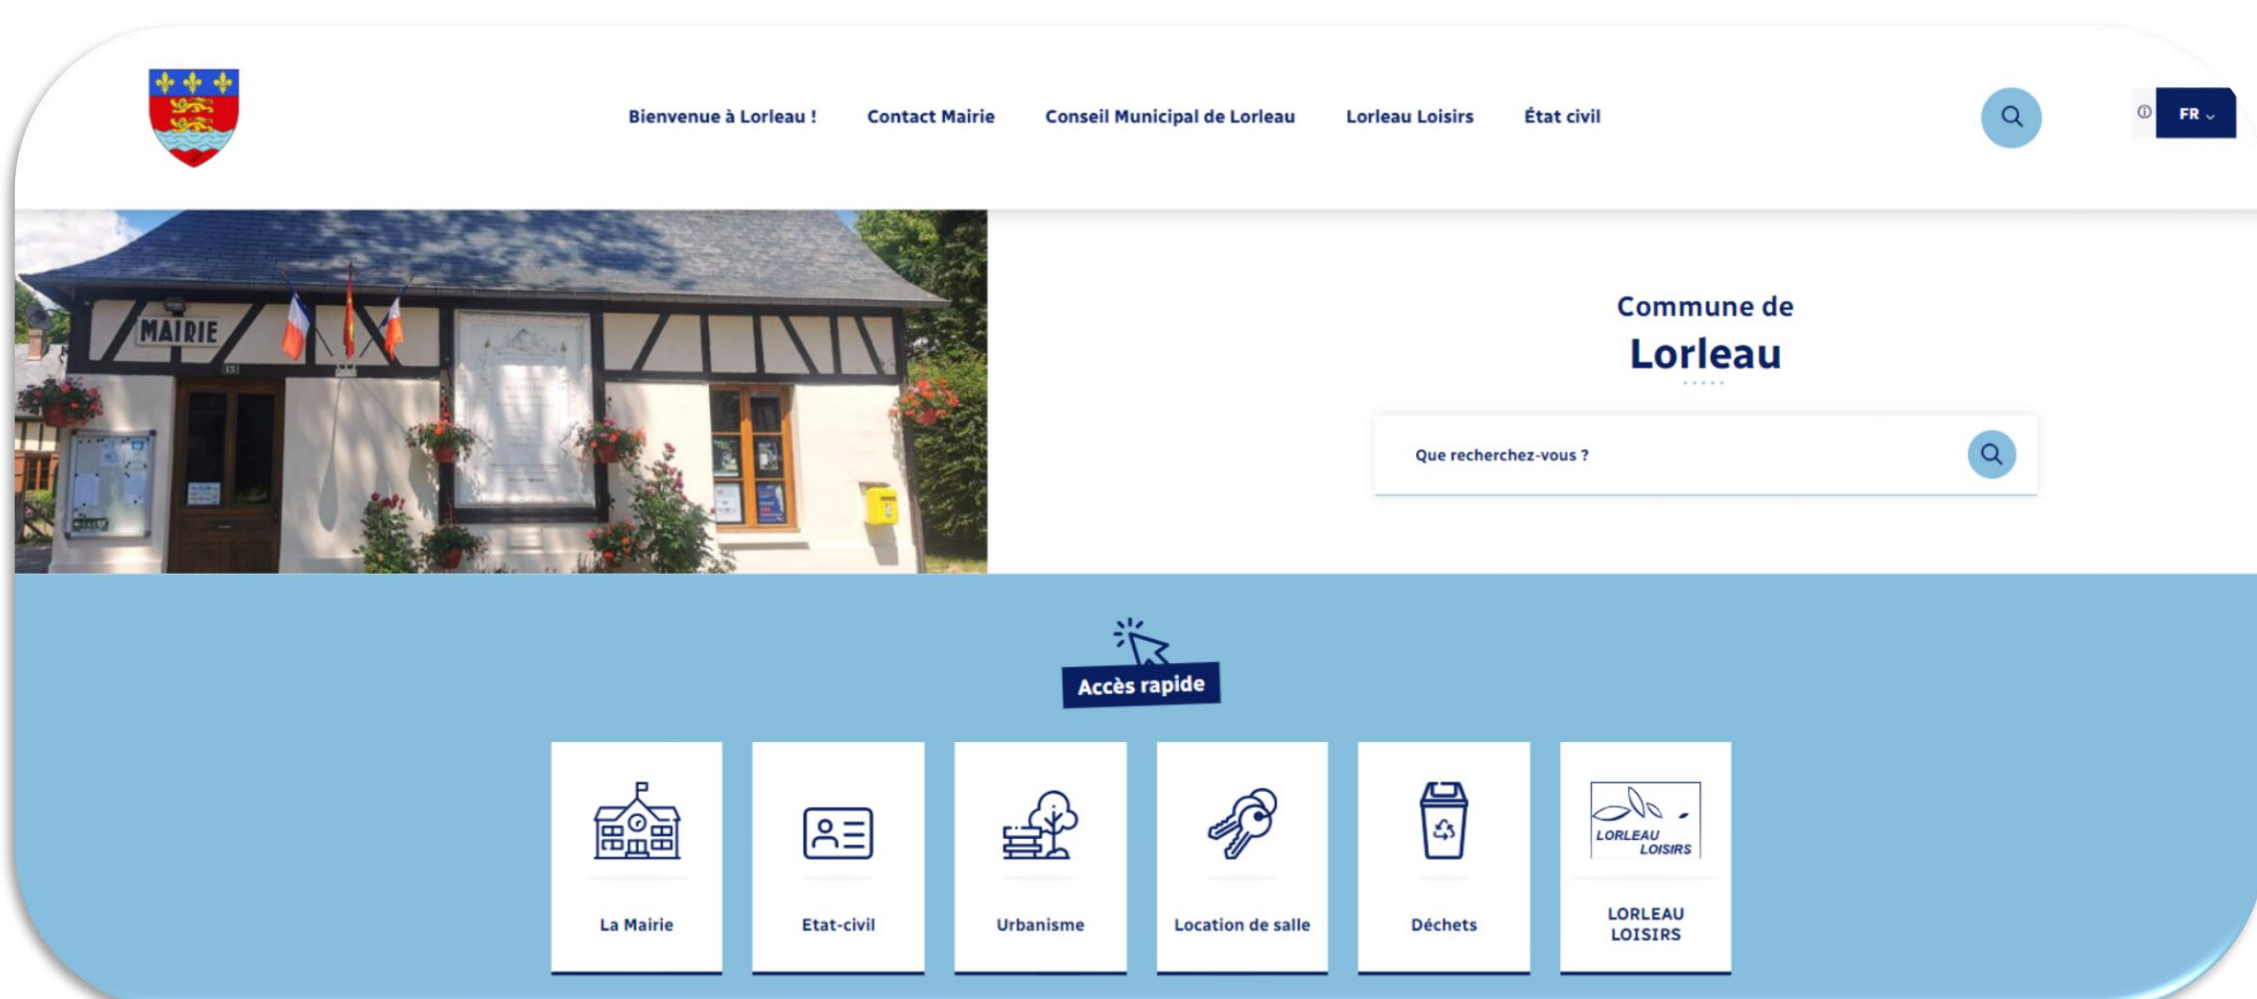 Bienvenue à Lorleau !
Contact Mairie
Conseil Municipal de Lorleau
Lorleau Loisirs
État civil
FR
MAIRIE
Commune de
Lorleau
Que recherchez-vous ?
Accès rapide
La Mairie
Etat-civil
Urbanisme
Location de salle
Déchets
LORLEAU
LOISIRS
LORLEAU
LOISIRS